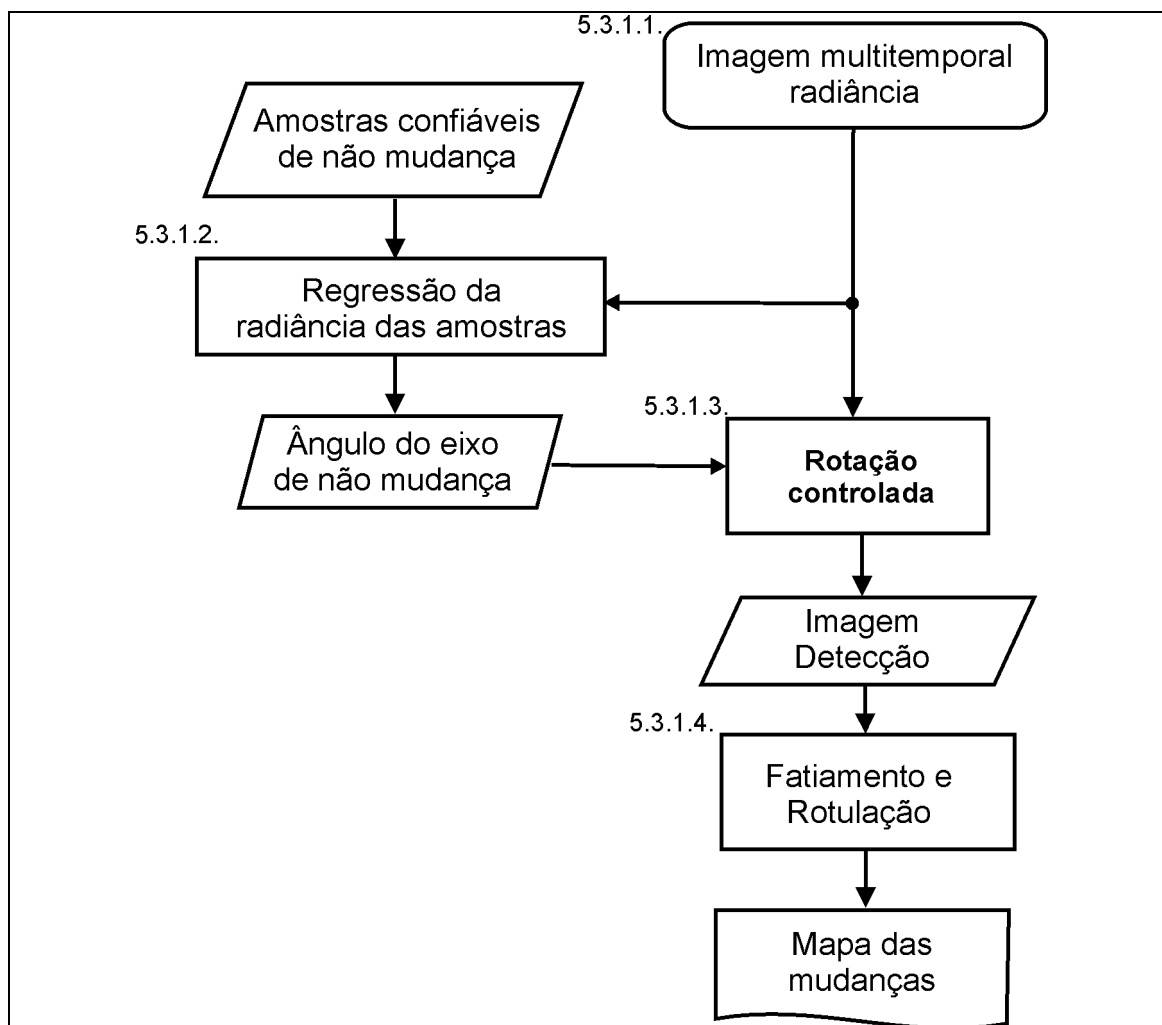 5.3.1.1.
Imagem multitemporal
radiância
Amostras confiáveis
de não mudança
5.3.1.2.
Regressão da
radiância das amostras
Ângulo do eixo
de não mudança
5.3.1.3.
Rotação
controlada
Imagem
Detecção
5.3.1.4.
Fatiamento e
Rotulação
Mapa das
mudanças